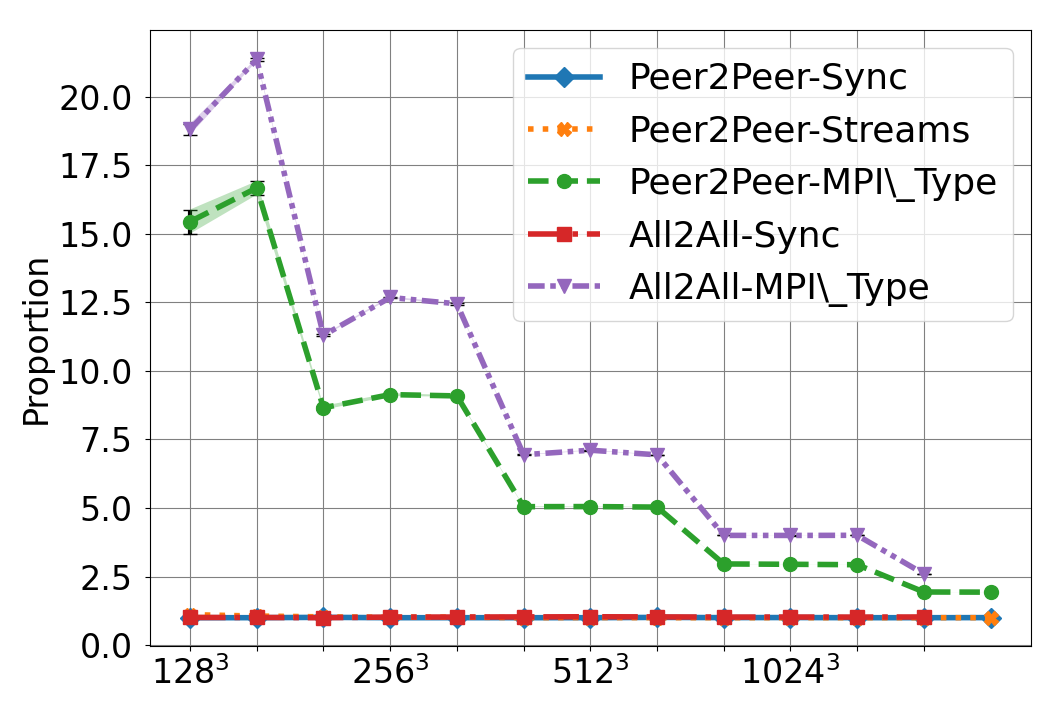 Proportion
20.0
17.5
15.0
12.5
10.0
7.5
5.0
2.5
0.0
128³
256³
512³
1024³
Peer2Peer-Sync
Peer2Peer-Streams
Peer2Peer-MPI\_Type
All2All-Sync
All2All-MPI\_Type